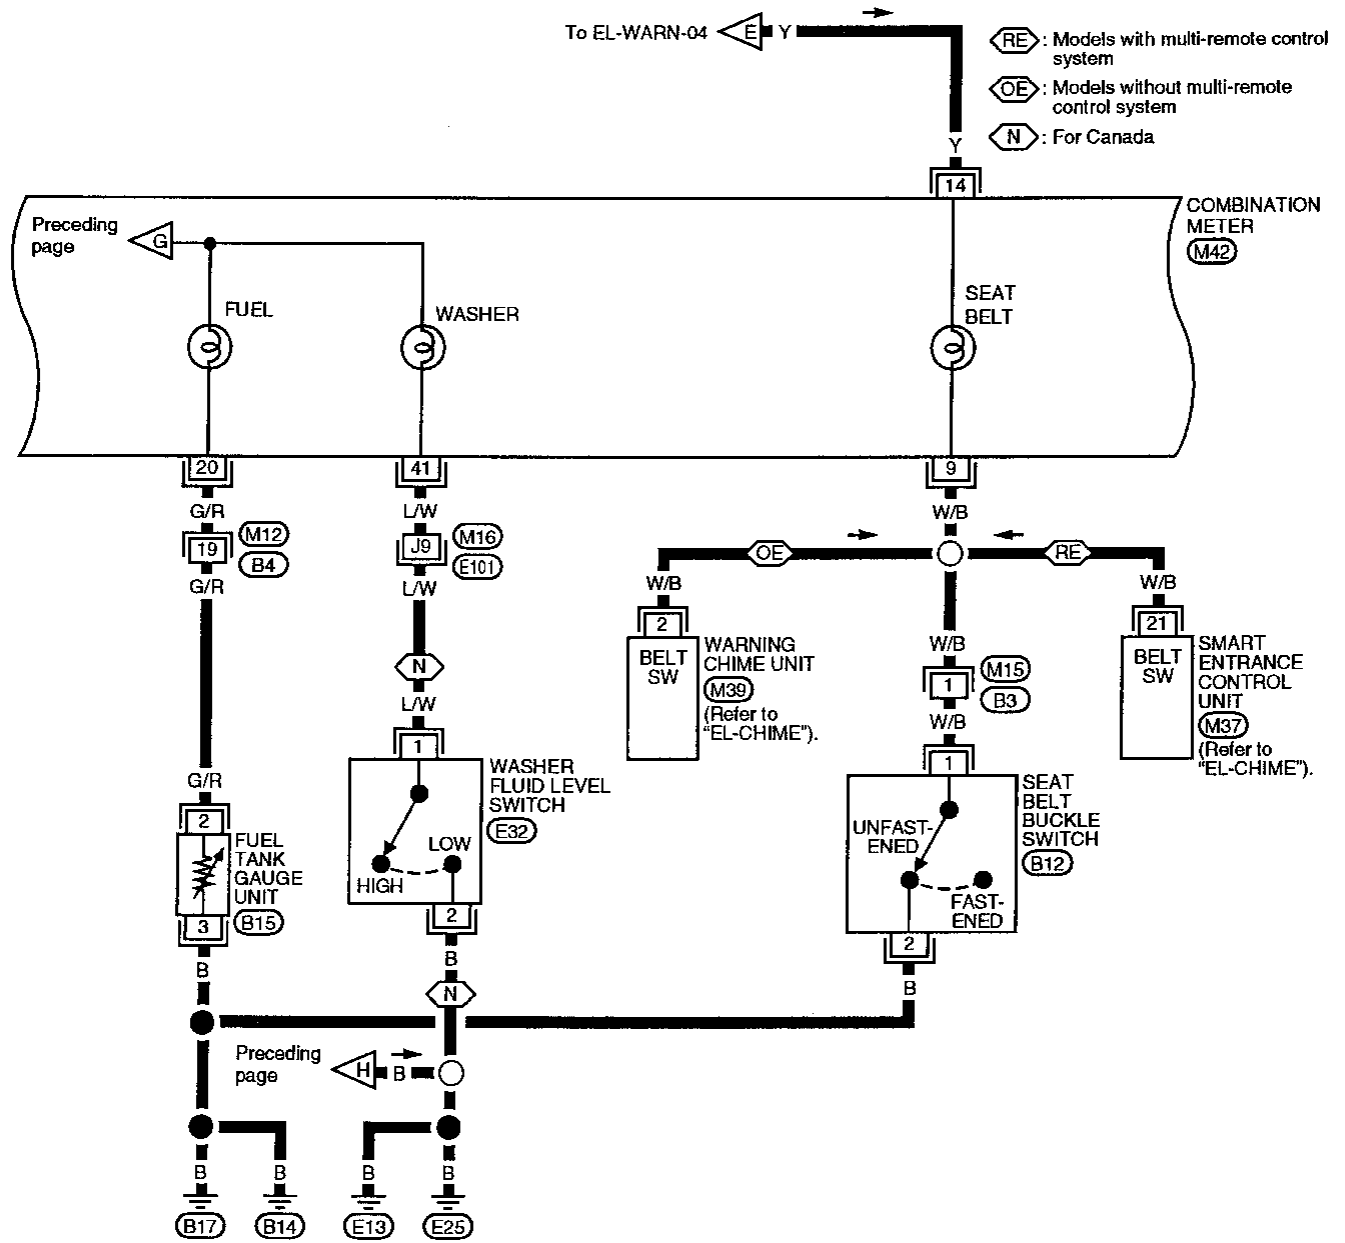 To EL-WARN-04
E
Y
RE : Models with multi-remote control
system
OE : Models without multi-remote
control system
N : For Canada
Y
14
COMBINATION
METER
M42
Preceding
page
G
FUEL
WASHER
SEAT
BELT
20
41
9
G/R
L/W
W/B
19
M12
B4
J9
M16
E101
OE
RE
G/R
L/W
W/B
W/B
2
21
N
W/B
BELT
SW
WARNING
CHIME UNIT
M39
(Refer to
"EL-CHIME").
1
M15
B3
BELT
SW
SMART
ENTRANCE
CONTROL
UNIT
M37
(Refer to
"EL-CHIME").
L/W
W/B
1
1
G/R
2
FUEL
TANK
GAUGE
UNIT
B15
3
WASHER
FLUID LEVEL
SWITCH
E32
LOW
HIGH
2
SEAT
BELT
BUCKLE
SWITCH
B12
UNFAST-
ENED
FAST-
ENED
2
B
B
B
N
Preceding
page
H
B
B
B
B
B
B17
B14
E13
E25